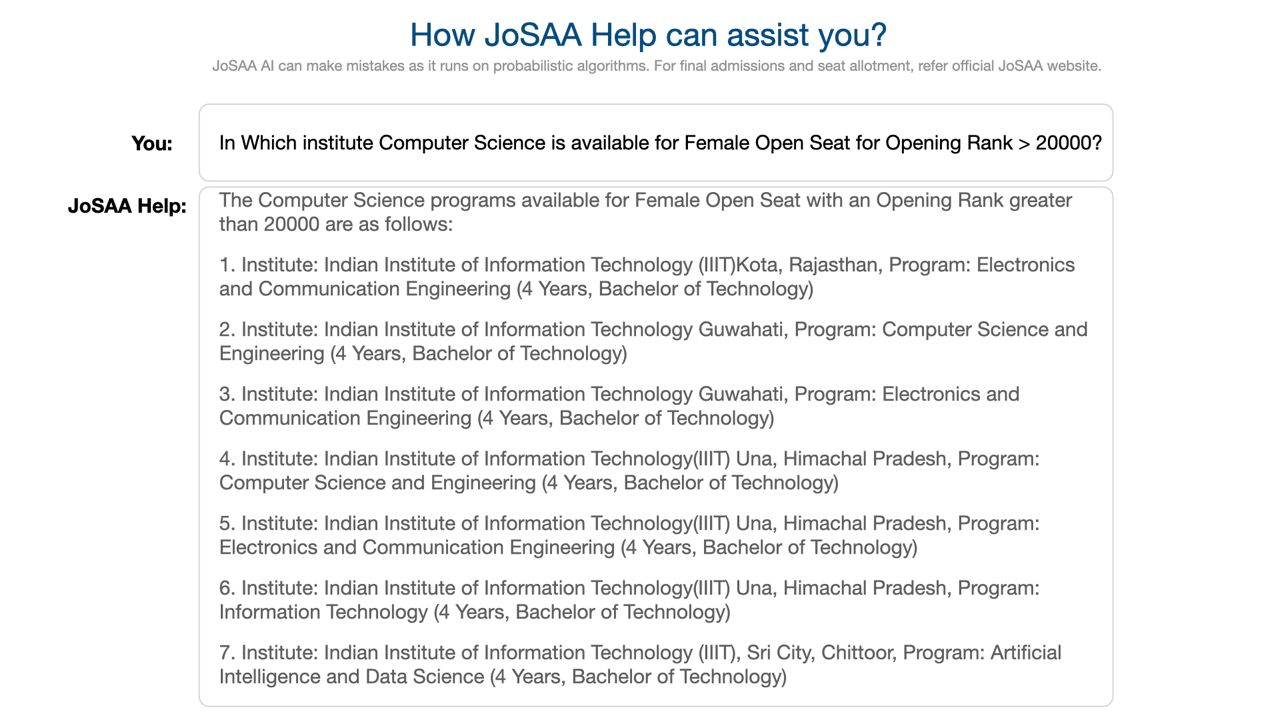 How JoSAA Help can assist you?
JoSAA AI can make mistakes as it runs on probabilistic algorithms. For final admissions and seat allotment, refer official JoSAA website.
You:
In Which institute Computer Science is available for Female Open Seat for Opening Rank > 20000?
JoSAA Help:
The Computer Science programs available for Female Open Seat with an Opening Rank greater
than 20000 are as follows:
1. Institute: Indian Institute of Information Technology (IIIT)Kota, Rajasthan, Program: Electronics
and Communication Engineering (4 Years, Bachelor of Technology)
2. Institute: Indian Institute of Information Technology Guwahati, Program: Computer Science and
Engineering (4 Years, Bachelor of Technology)
3. Institute: Indian Institute of Information Technology Guwahati, Program: Electronics and
Communication Engineering (4 Years, Bachelor of Technology)
4. Institute: Indian Institute of Information Technology(IIIT) Una, Himachal Pradesh, Program:
Computer Science and Engineering (4 Years, Bachelor of Technology)
5. Institute: Indian Institute of Information Technology(IIIT) Una, Himachal Pradesh, Program:
Electronics and Communication Engineering (4 Years, Bachelor of Technology)
6. Institute: Indian Institute of Information Technology(IIIT) Una, Himachal Pradesh, Program:
Information Technology (4 Years, Bachelor of Technology)
7. Institute: Indian Institute of Information Technology (IIIT), Sri City, Chittoor, Program: Artificial
Intelligence and Data Science (4 Years, Bachelor of Technology)